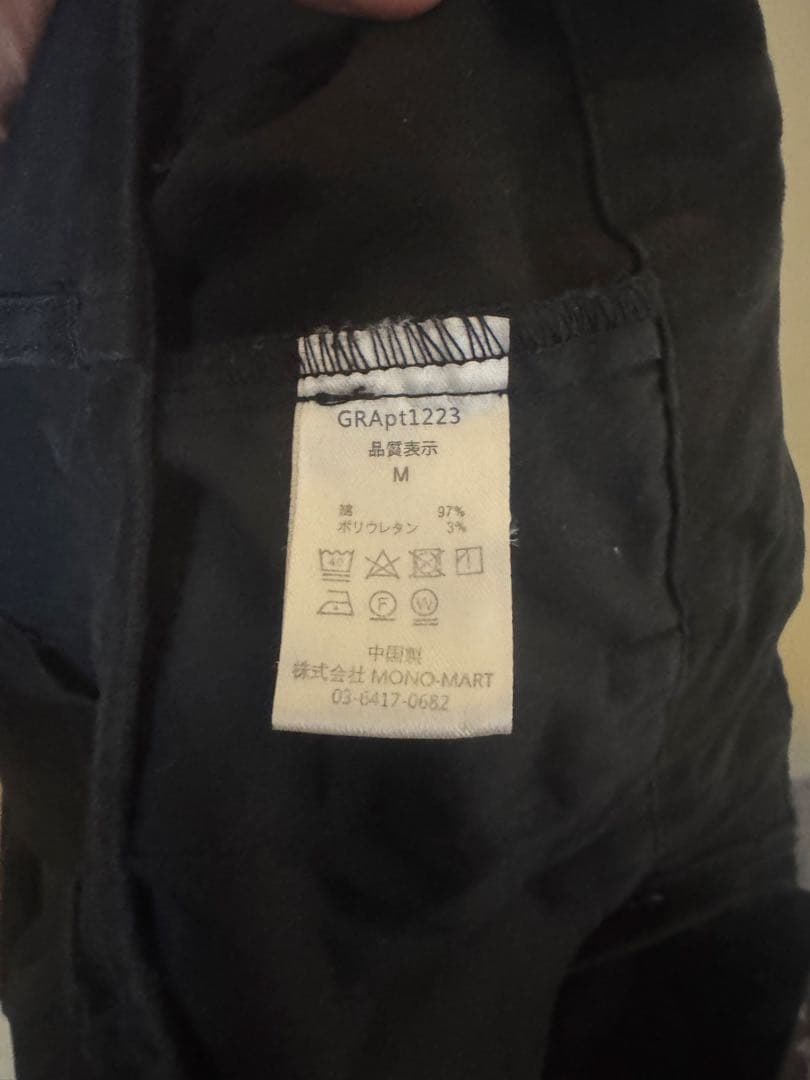 GRApt1223
品質表示
M
綿 97%
ポリウレタン 3%
40
F W
中国製
株式会社 MONO-MART
03-6417-0682